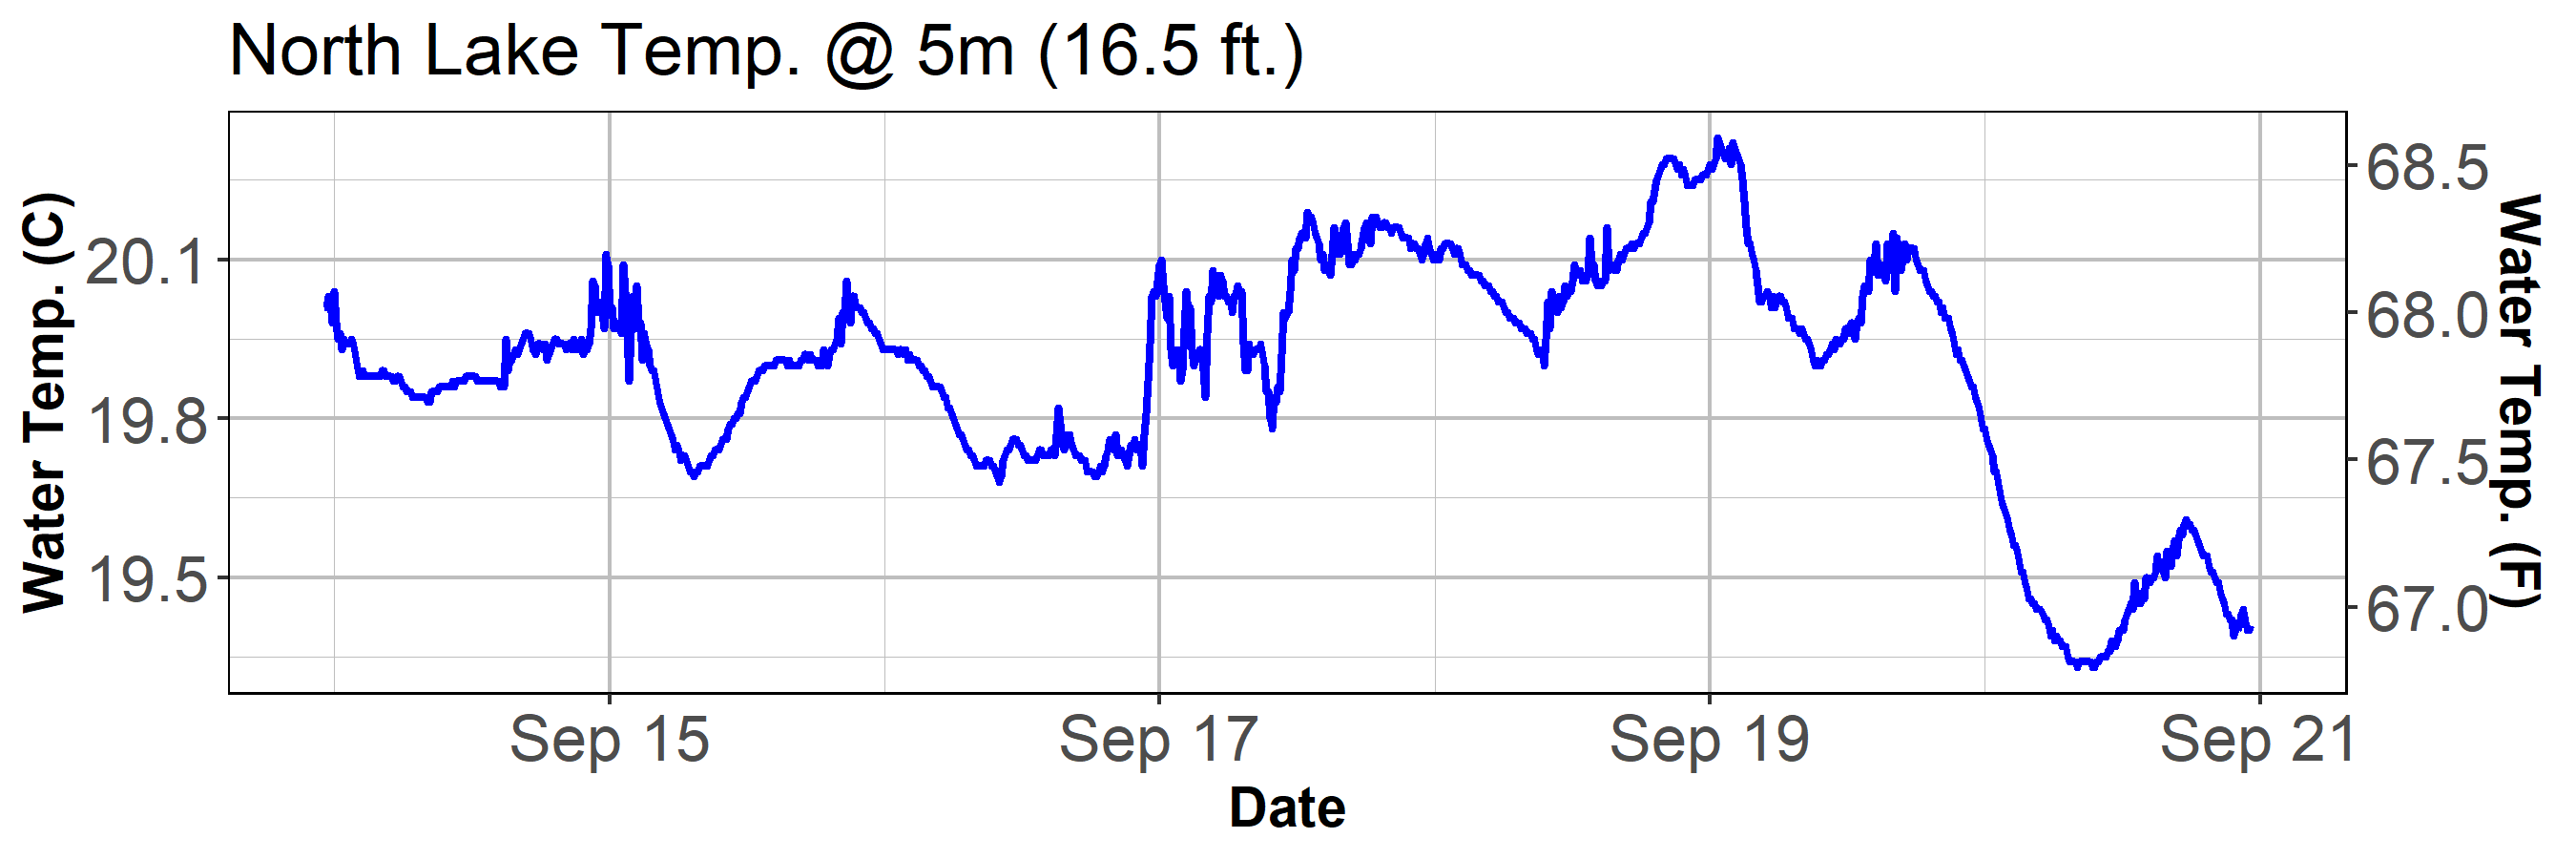 North Lake Temp. @ 5m (16.5 ft.)
Water Temp. (C)
20.1
19.8
19.5
68.5
68.0
67.5
67.0
Water Temp. (F)
Sep 15
Sep 17
Sep 19
Sep 21
Date